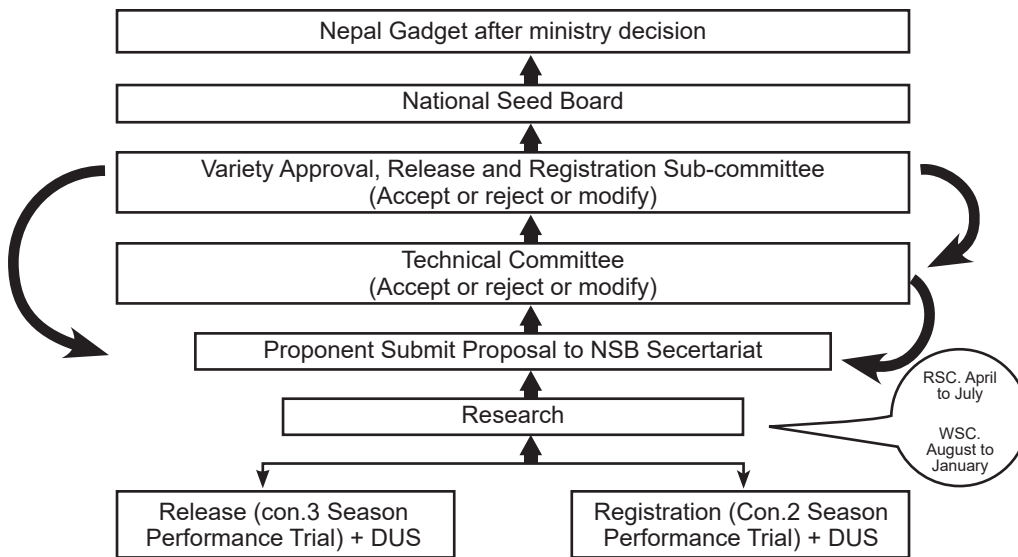 Nepal Gadget after ministry decision
National Seed Board
Variety Approval, Release and Registration Sub-committee
(Accept or reject or modify)
Technical Committee
(Accept or reject or modify)
Proponent Submit Proposal to NSB Secertariat
Research
RSC. April
to July
WSC.
August to
January
Release (con.3 Season
Performance Trial) + DUS
Registration (Con.2 Season
Performance Trial) + DUS